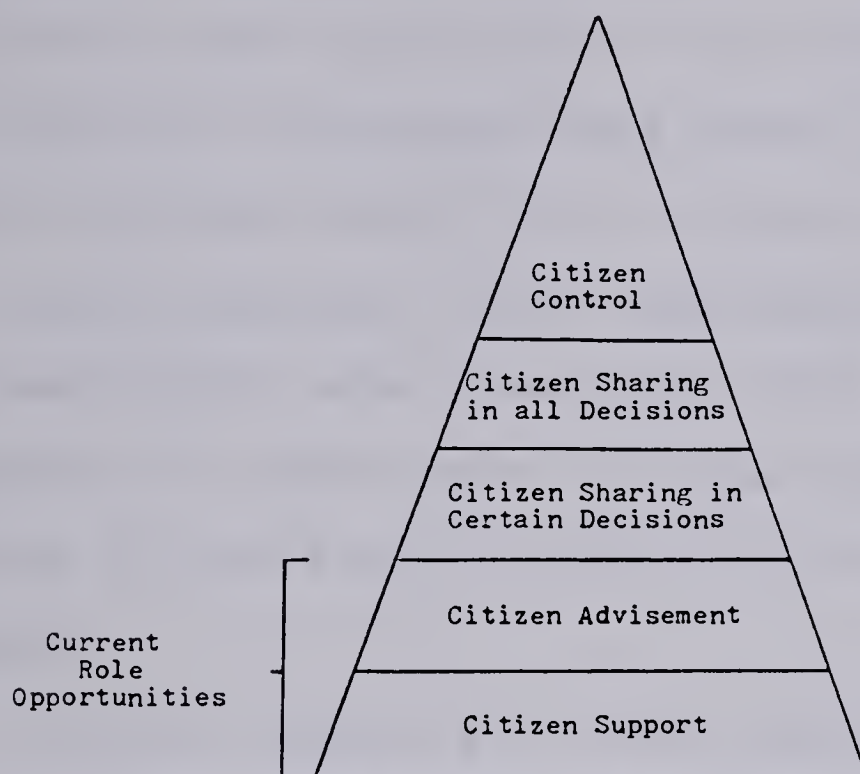 Citizen
Control
Citizen Sharing
in all Decisions
Citizen Sharing in
Certain Decisions
Citizen Advisement
Current
Role
Opportunities
Citizen Support